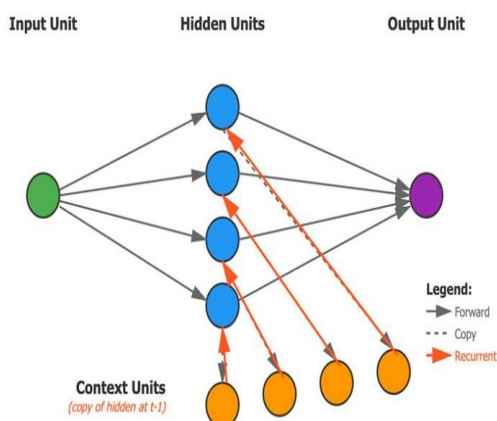 Input Unit
Hidden Units
Output Unit
Legend:
Forward
Copy
Recurrent
Context Units
(copy of hidden at t-1)